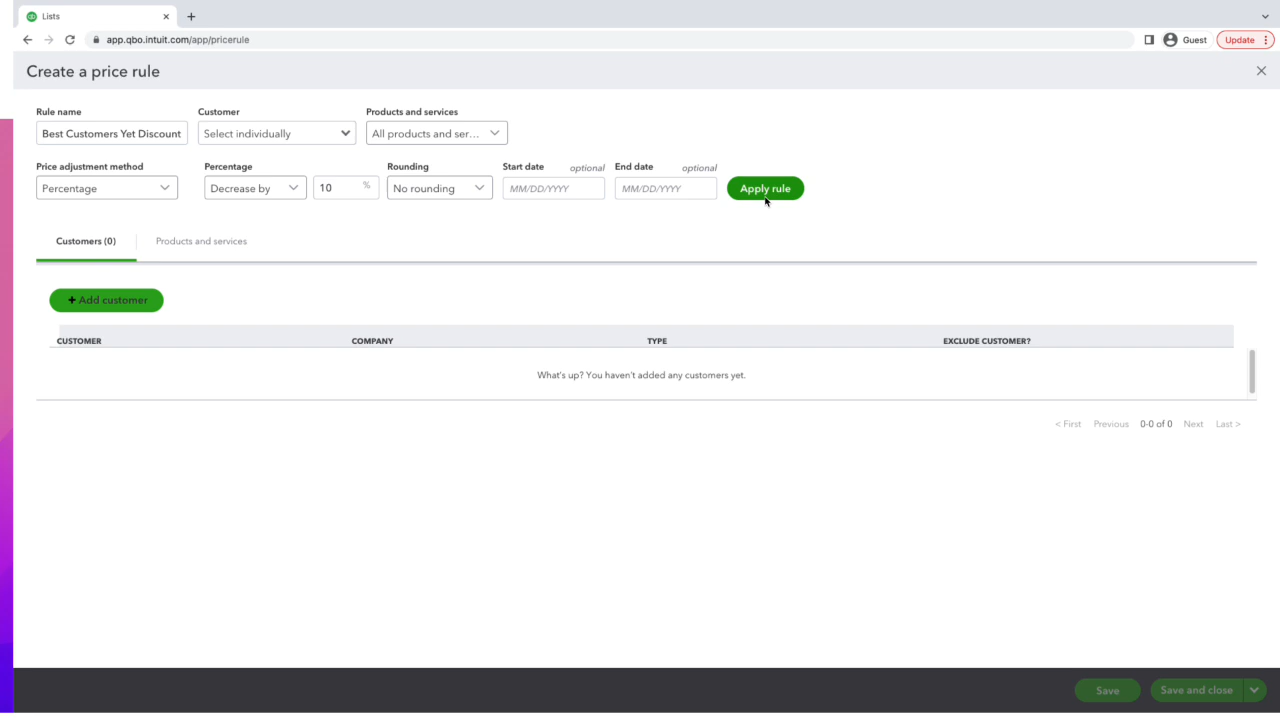 Lists
app.qbo.intuit.com/app/pricerule
Guest
Update
Create a price rule
Rule name
Customer
Products and services
Best Customers Yet Discount
Select individually
All products and ser...
Price adjustment method
Percentage
Rounding
Start date optional
End date optional
Percentage
Decrease by
10 %
No rounding
MM/DD/YYYY
MM/DD/YYYY
Apply rule
Customers (0)
Products and services
+ Add customer
CUSTOMER
COMPANY
TYPE
EXCLUDE CUSTOMER?
What's up? You haven't added any customers yet.
< First Previous 0-0 of 0 Next Last >
Save
Save and close